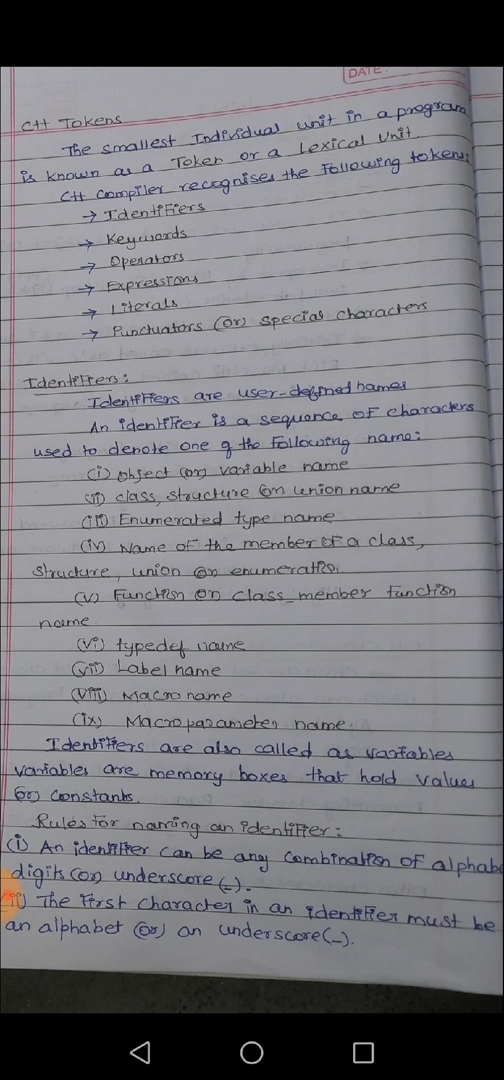 DATE:
C++ Tokens
The smallest Individual unit in a program
is known as a Token or a Lexical Unit
C++ compiler recognises the following tokens:
→ Identifiers
→ Keywords
→ Operators
→ Expressions
→ Literals
→ Punctuators (or) special characters
Identifiers:
Identifiers are user-defined names
An identifier is a sequence of characters
used to denote one of the following name:
(i) object (or) variable name
(ii) class, structure (or) union name
(iii) Enumerated type name
(iv) Name of the member of a class,
structure, union (or) enumeration.
(v) Function (or) class_member function
name
(vi) typedef name
(vii) Label name
(viii) Macro name
(ix) Macro parameter name.
Identifiers are also called as variables
variables are memory boxes that hold values
(or) constants.
Rules for naming an identifier:
(i) An identifier can be any combination of alphabe
digits (or) underscore (_).
(ii) The first character in an identifier must be
an alphabet (or) an underscore (_).